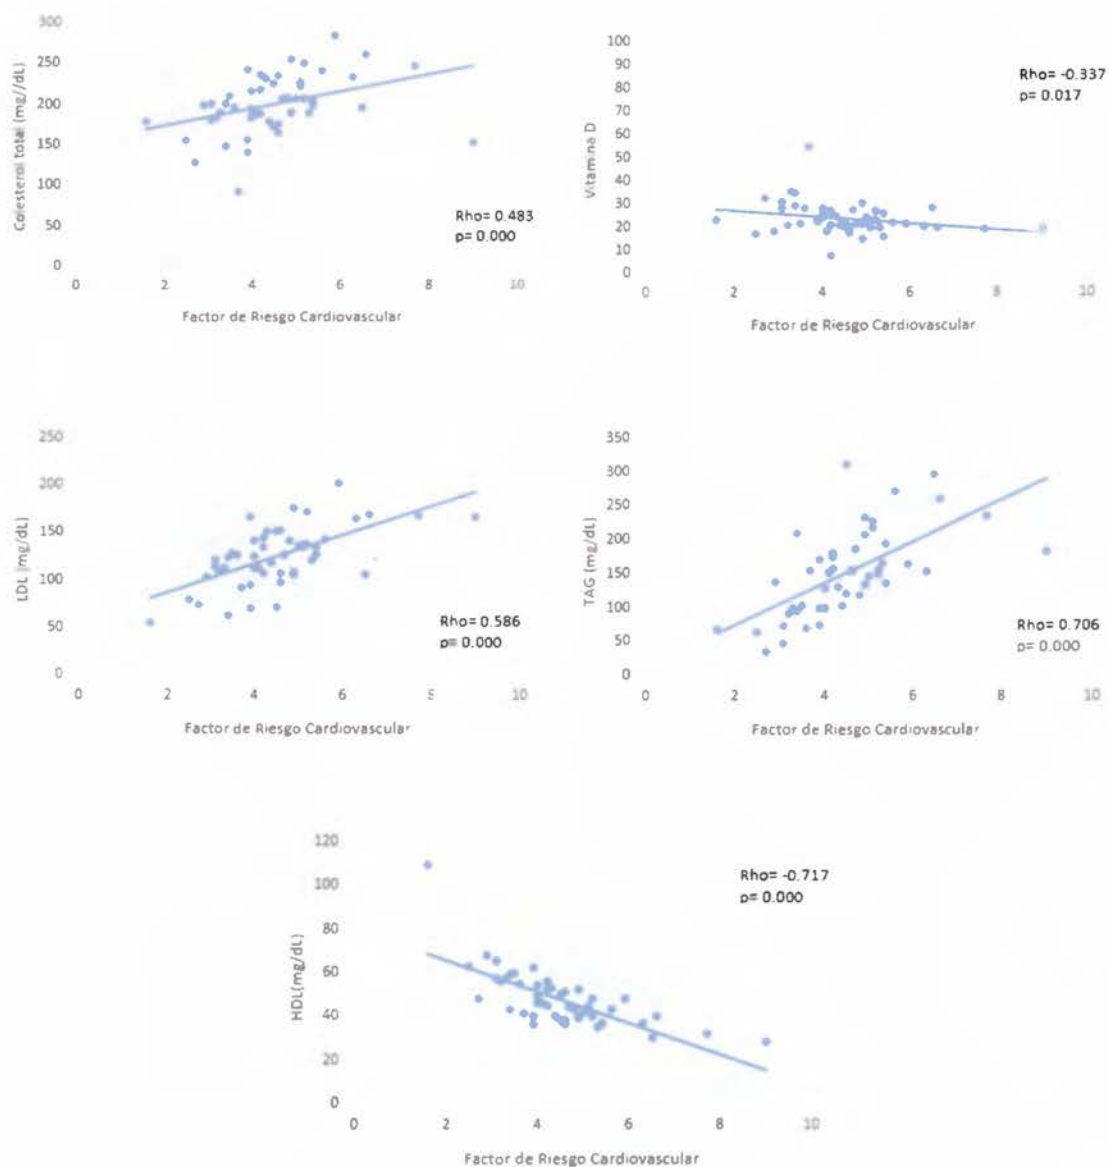 300
250
200
150
100
50
0
Colesterol total (mg//dL)
0 2 4 6 8 10
Factor de Riesgo Cardiovascular
Rho= 0.483
p= 0.000
100
90
80
70
60
50
40
30
20
10
0
Vitamina D
0 2 4 6 8 10
Factor de Riesgo Cardiovascular
Rho= -0.337
p= 0.017
250
200
150
100
50
0
LDL (mg/dL)
0 2 4 6 S 10
Factor de Riesgo Cardiovascular
Rho= 0.586
p= 0.000
350
300
250
200
150
100
50
0
TAG (mg/dL)
0 2 4 6 8 10
Factor de Riesgo Cardiovascular
Rho= 0.706
p= 0.000
120
100
80
60
40
20
0
HDL(mg/dL)
0 2 4 6 8 10
Factor de Riesgo Cardiovascular
Rho= -0.717
p= 0.000